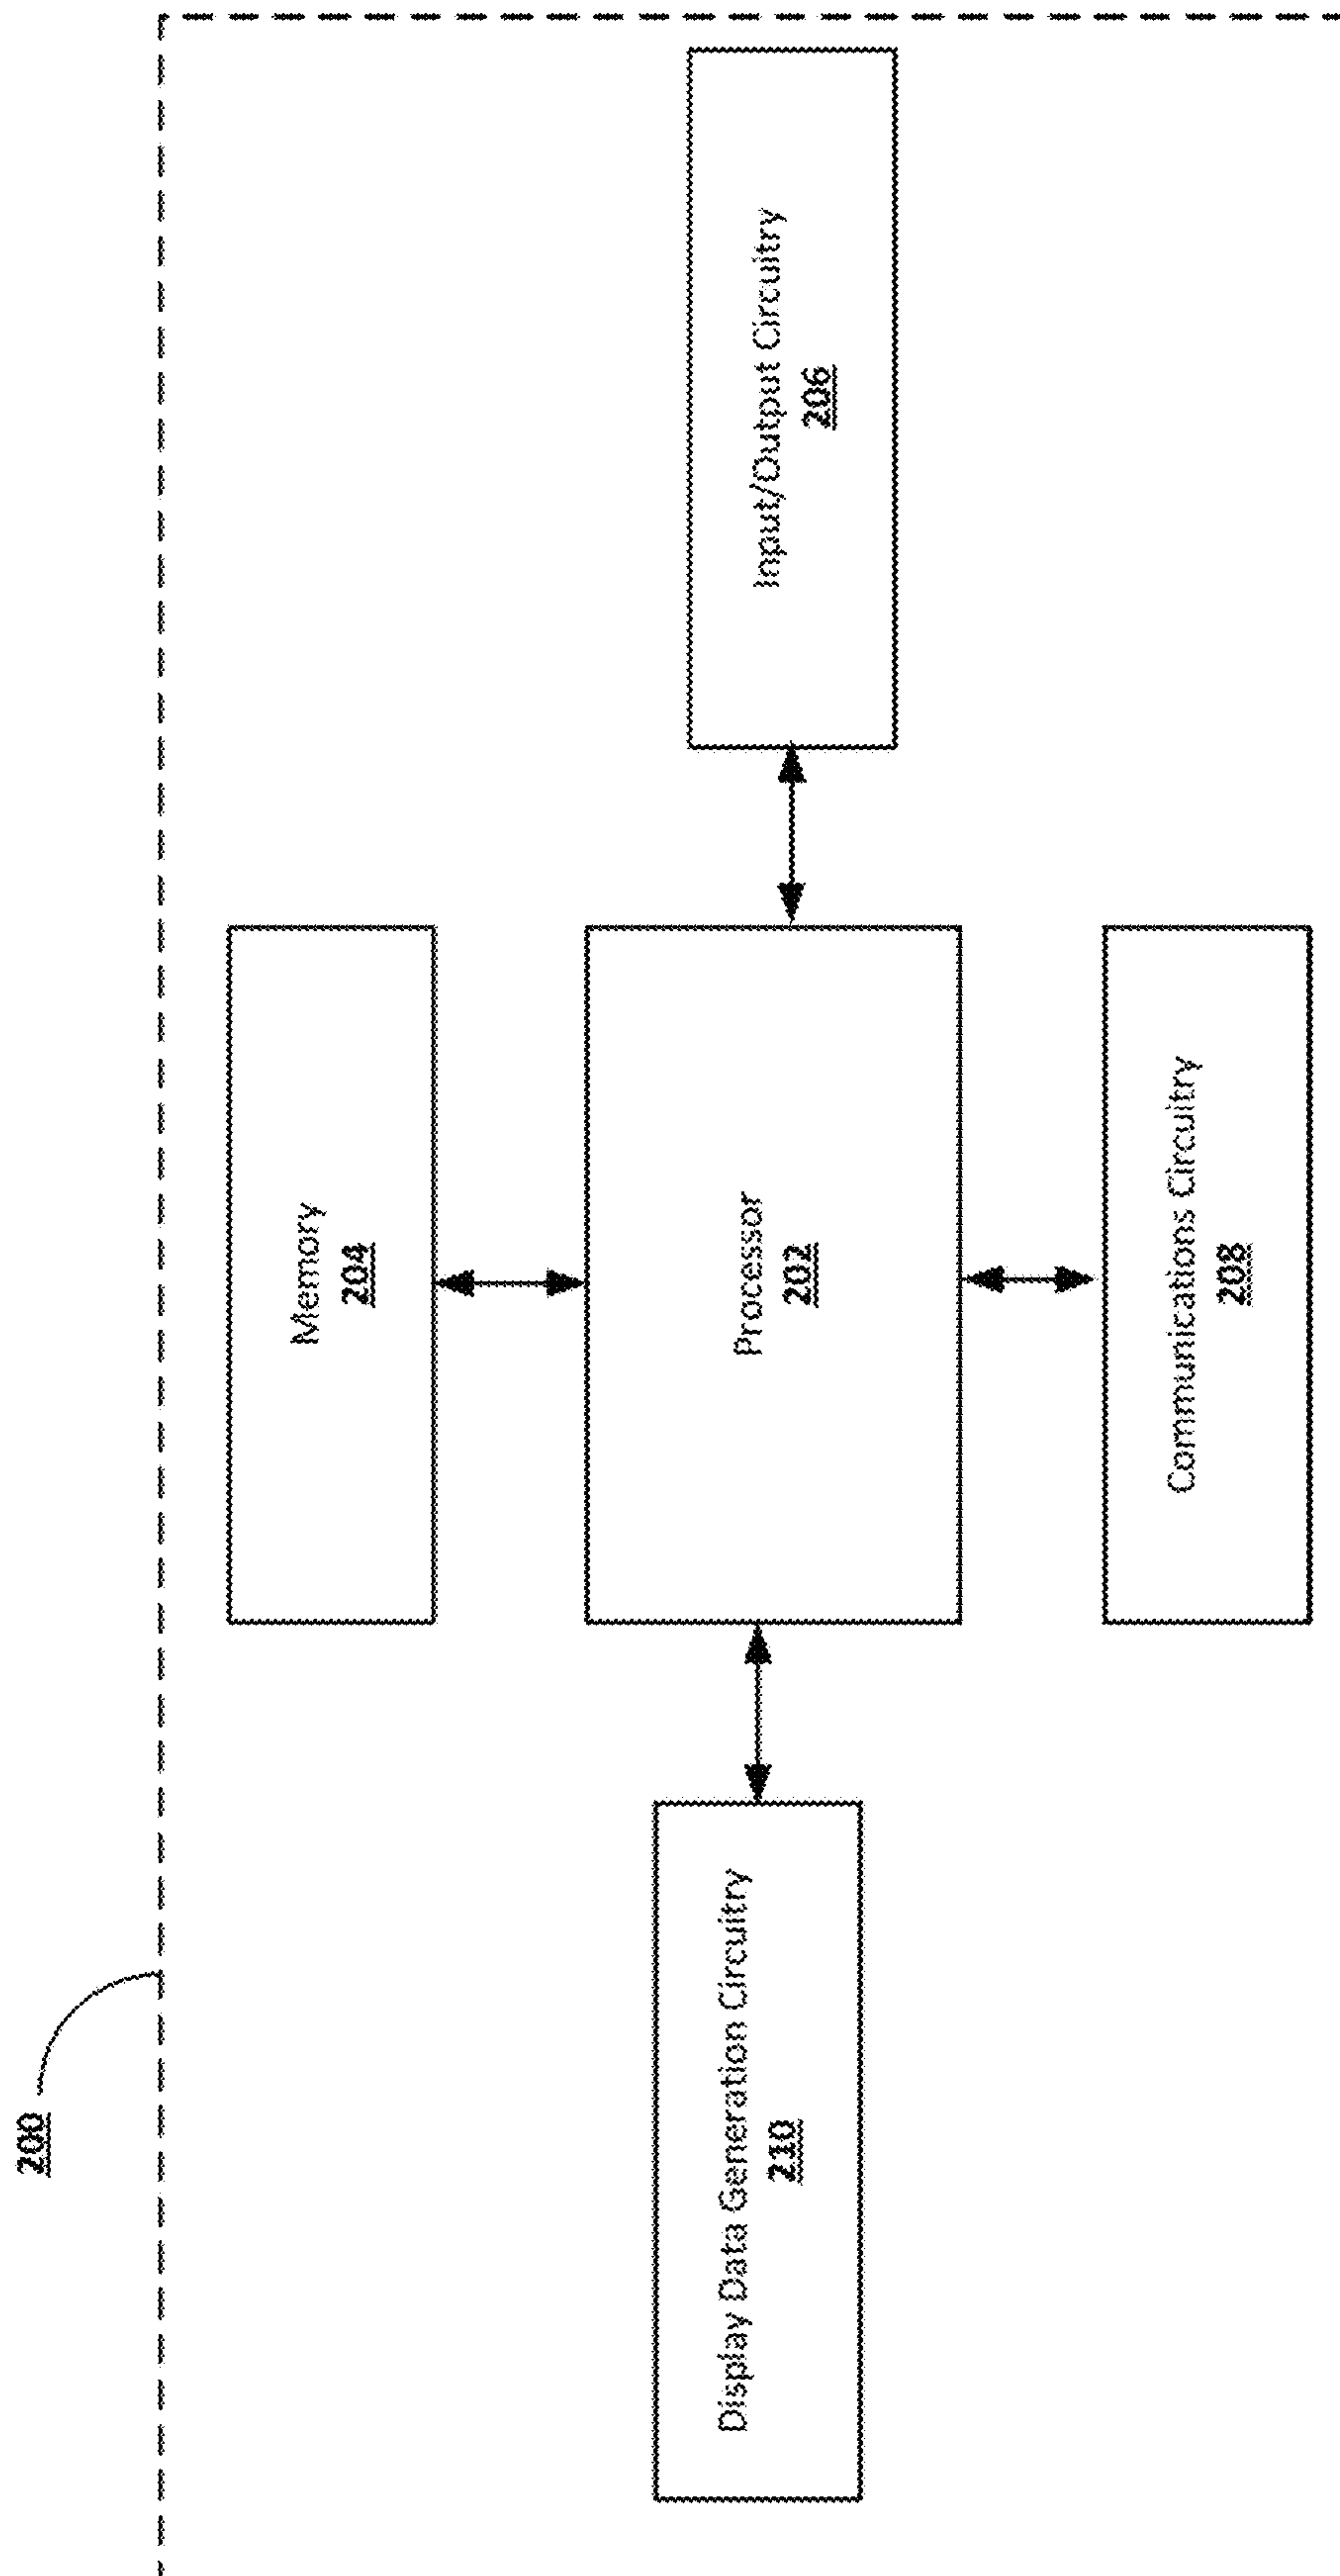 200
Memory
204
Display Data Generation Circuitry
210
Processor
202
Input/Output Circuitry
206
Communications Circuitry
208